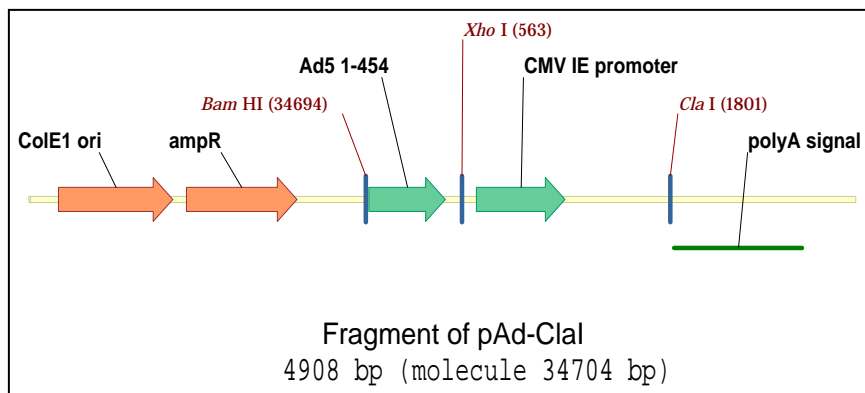 Xho I (563)
Ad5 1-454
CMV IE promoter
Bam HI (34694)
Cla I (1801)
ColE1 ori
ampR
polyA signal
Fragment of pAd-ClaI
4908 bp (molecule 34704 bp)